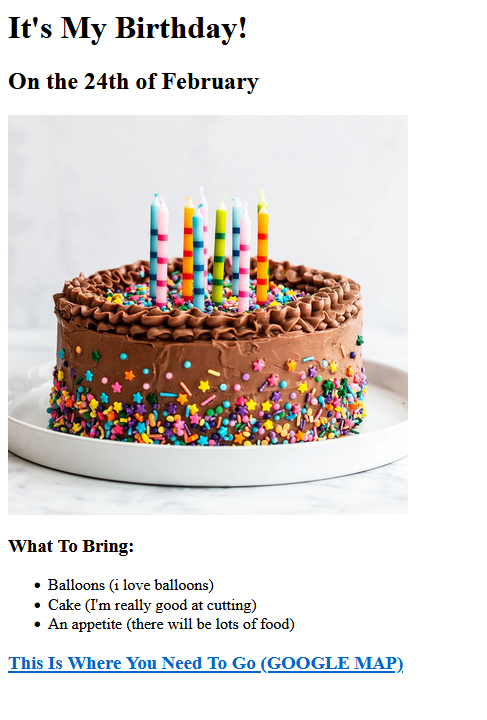 It's My Birthday!
On the 24th of February
What To Bring:
Balloons (i love balloons)
Cake (I'm really good at cutting)
An appetite (there will be lots of food)
This Is Where You Need To Go (GOOGLE MAP)